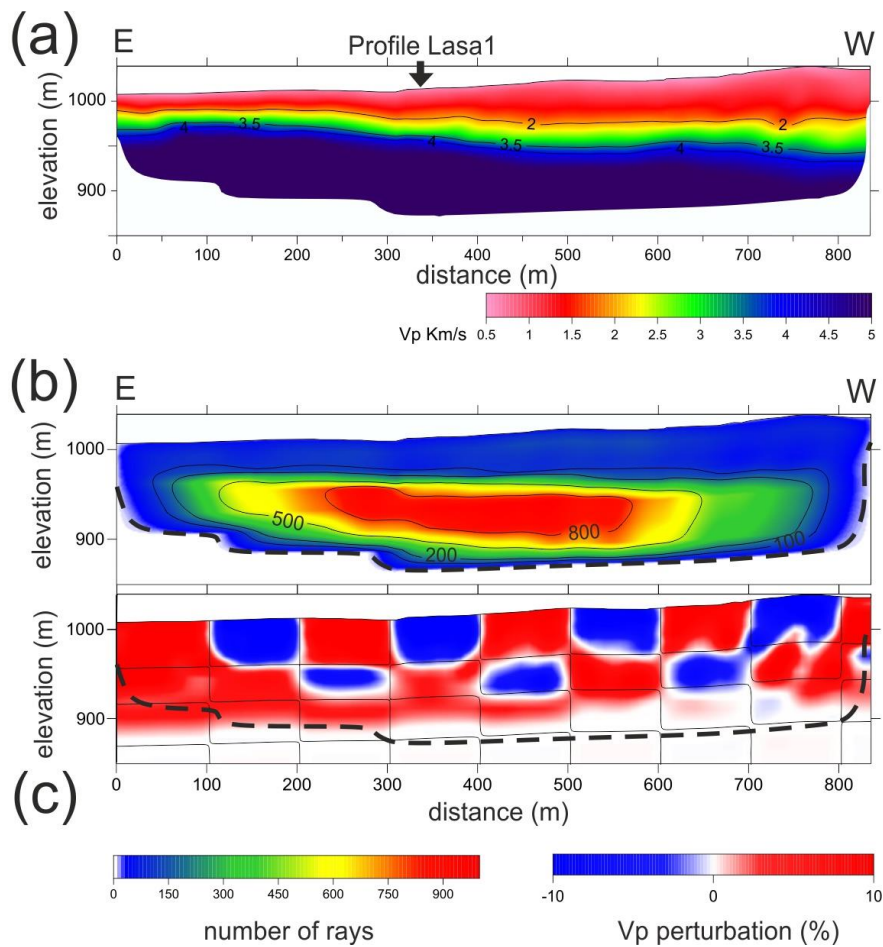 (a)
E
Profile Lasa1
W
elevation (m)
1000
900
2
2
3.5
4
4
3.5
4
3.5
0 100 200 300 400 500 600 700 800
distance (m)
Vp Km/s
0.5 1 1.5 2 2.5 3 3.5 4 4.5 5
(b)
E
W
elevation (m)
1000
900
500
200
800
100
elevation (m)
1000
900
0 100 200 300 400 500 600 700 800
distance (m)
(c)
0 150 300 450 600 750 900
number of rays
-10 0 10
Vp perturbation (%)